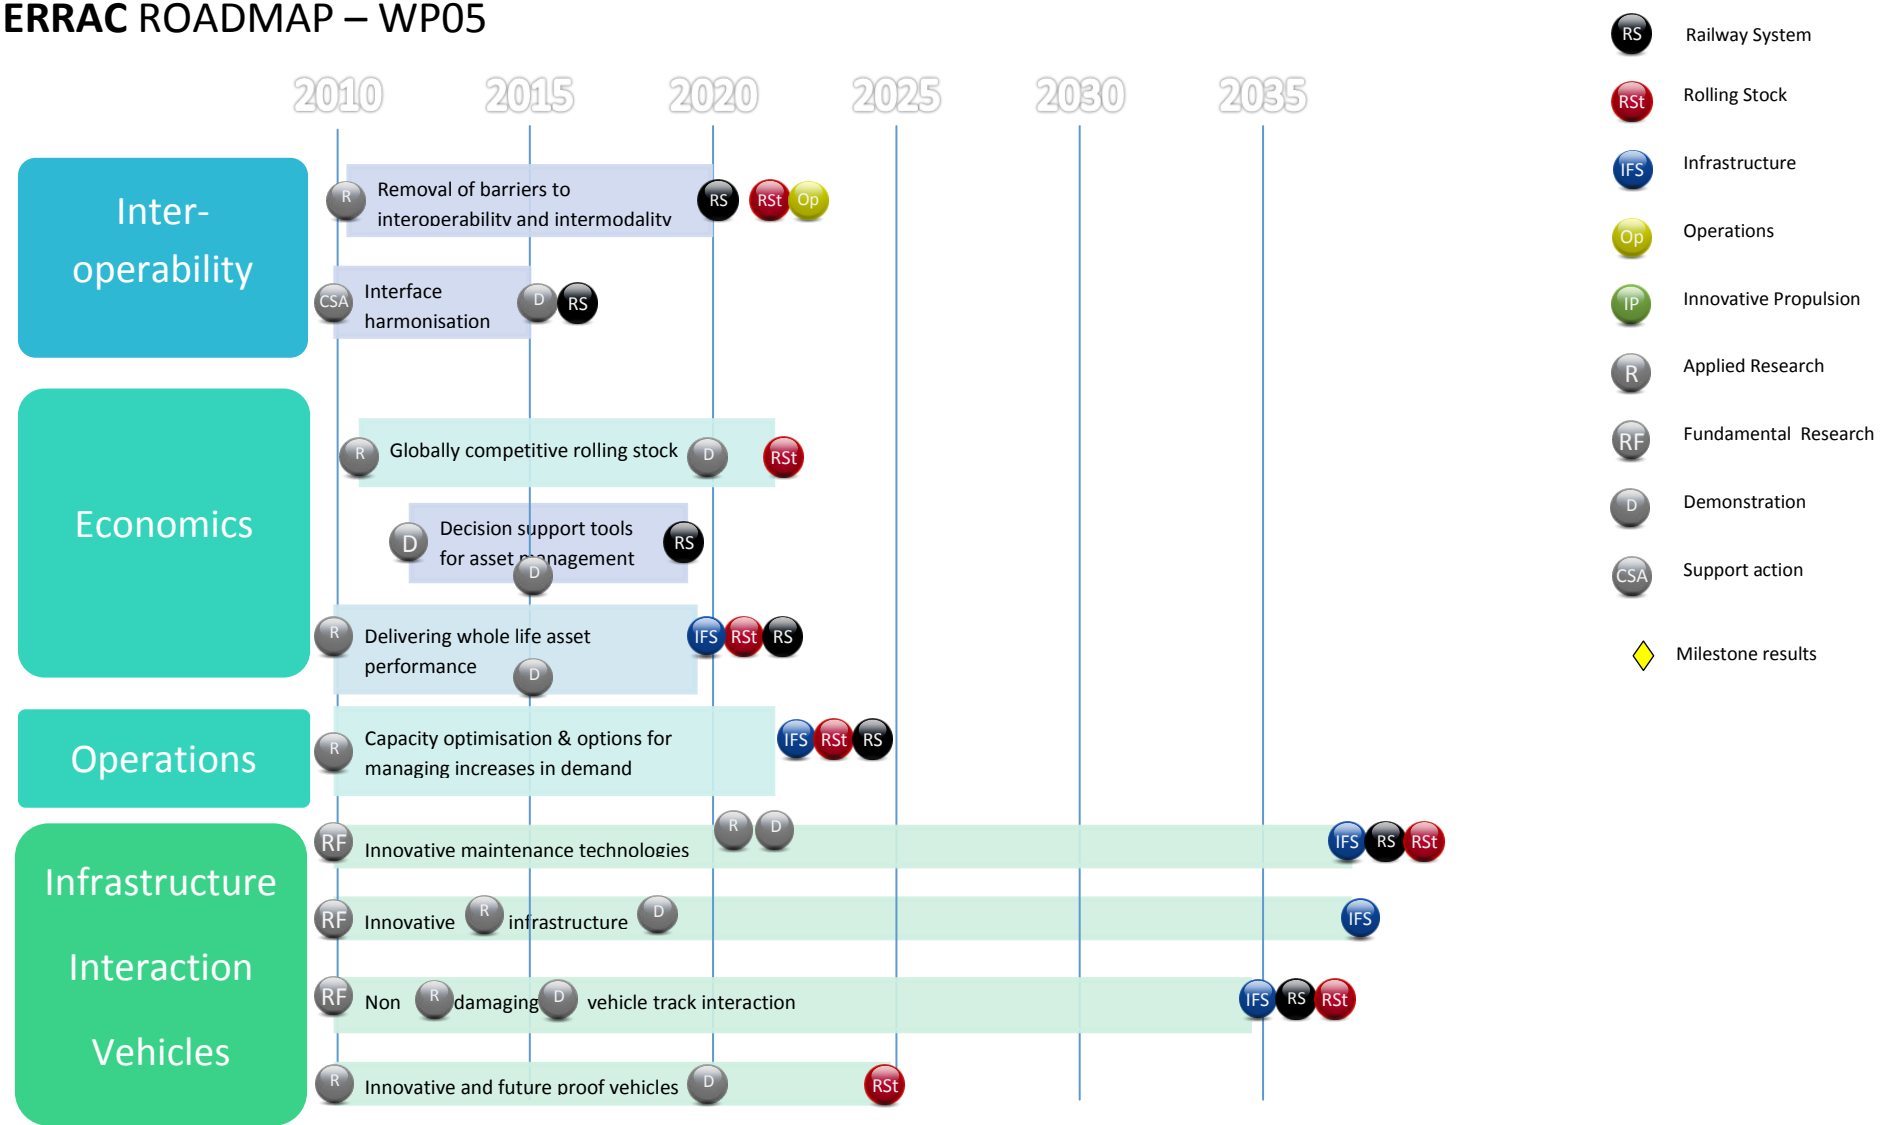 ERRAC ROADMAP – WP05
2010 2015 2020 2025 2030 2035
Inter-
operability
R
Removal of barriers to
interoperability and intermodality
RS RSt Op
CSA
Interface
harmonisation
D RS
Economics
R Globally competitive rolling stock D RSt
D
Decision support tools
for asset management
D
RS
R
Delivering whole life asset
performance
D
IFS RSt RS
Operations
R
Capacity optimisation & options for
managing increases in demand
IFS RSt RS
Infrastructure
Interaction
Vehicles
RF Innovative maintenance technologies R D IFS RS RSt
RF Innovative R infrastructure D IFS
RF Non R damaging D vehicle track interaction IFS RS RSt
R Innovative and future proof vehicles D RSt
RS Railway System
RSt Rolling Stock
IFS Infrastructure
Op Operations
IP Innovative Propulsion
R Applied Research
RF Fundamental Research
D Demonstration
CSA Support action
Milestone results